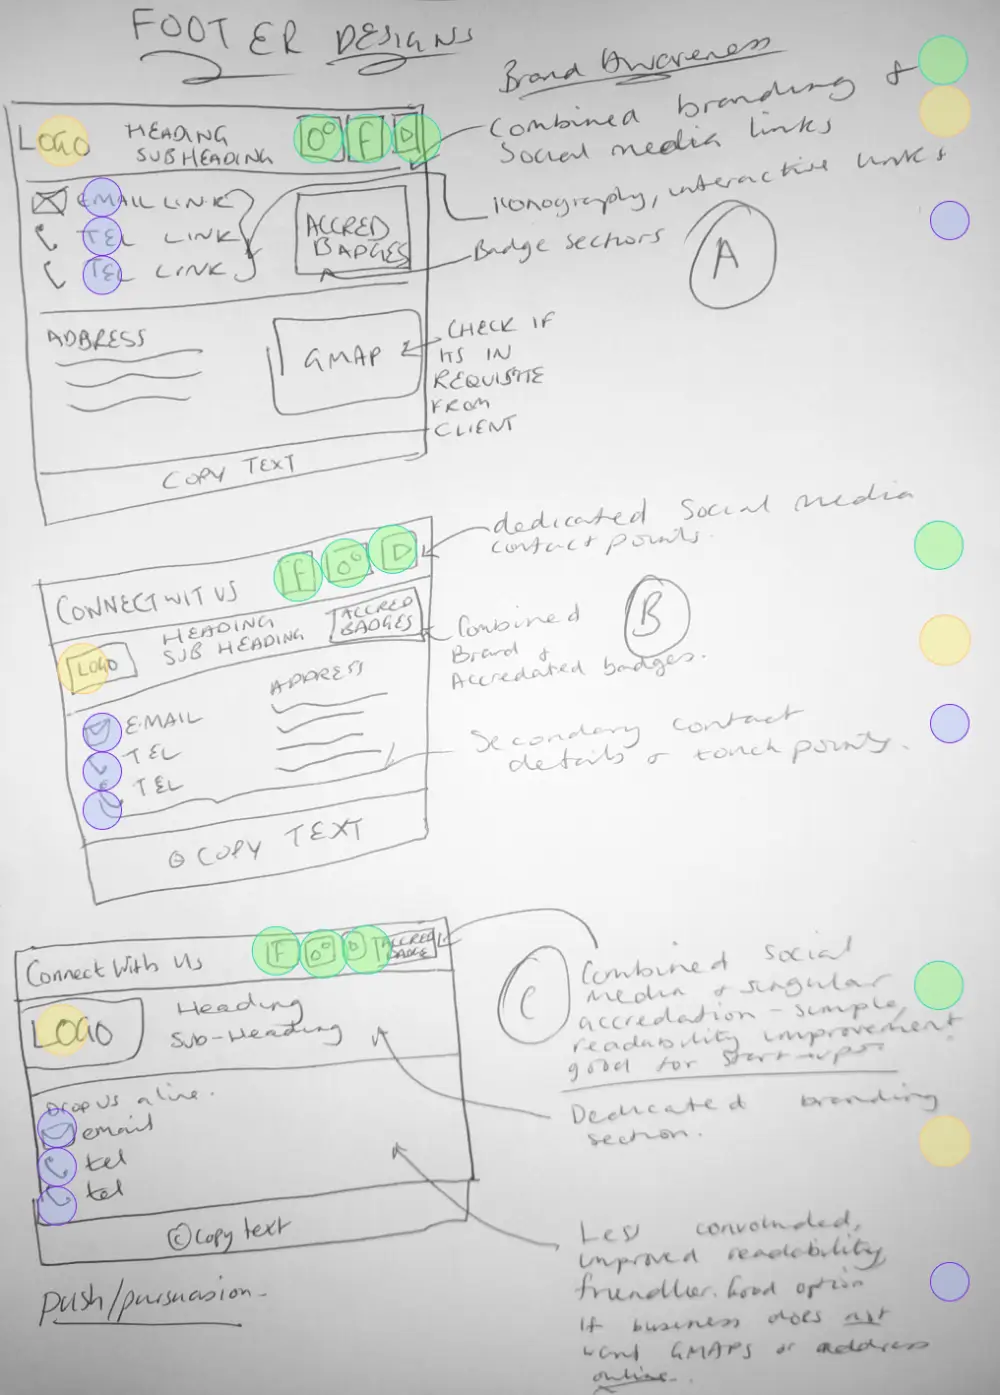 FOOTER DESIGNS
Brand Awareness
Combined branding &
Social media links
Iconography, interactive links
Badge sectors
A
LOGO
HEADING
SUBHEADING
F
D
EMAIL LINK
TEL LINK
TEL LINK
ACCRED
BADGES
ADDRESS
GMAP
CHECK IF
ITS IN
REQUISITE
FROM
CLIENT
COPY TEXT
dedicated Social media
contact points.
B
CONNECT WIT US
F
D
LOGO
HEADING
SUB HEADING
ACCRED
BADGES
Combined
Brand &
Accredated badges.
ADDRESS
EMAIL
TEL
TEL
Secondary contact
details & touch points.
© COPY TEXT
C
Connect With Us
F
D
ACCRED
BADGE
Combined Social
Media & singular
accredation - simple,
readability improvement
good for start-ups
LOGO
Heading
Sub-Heading
Dedicated branding
section.
Drop us a line.
email
tel
tel
© Copy text
Less convoluded,
improved readability,
friendlier. Good option
If business does not
want GMAPS or address
online.
push/pursuasion-